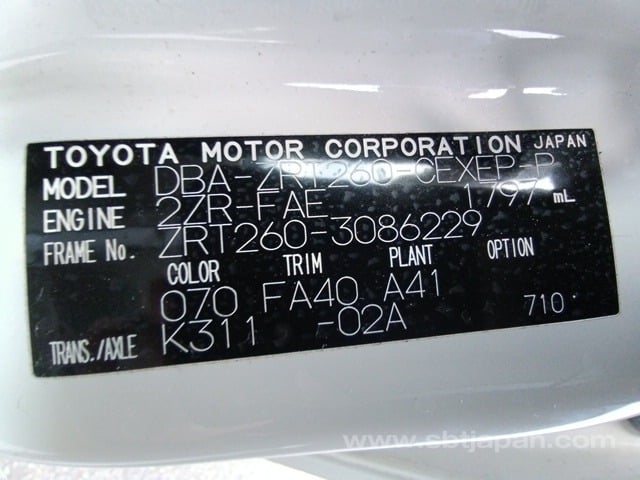 TOYOTA MOTOR CORPORATION JAPAN
MODEL DBA-ZRT260-CEXEP-P
ENGINE 2ZR-FAE 1797 mL
FRAME No. ZRT260-3086229
COLOR TRIM PLANT OPTION
070 FA40 A41 710
TRANS./AXLE K311 -02A
www.sbtjapan.com